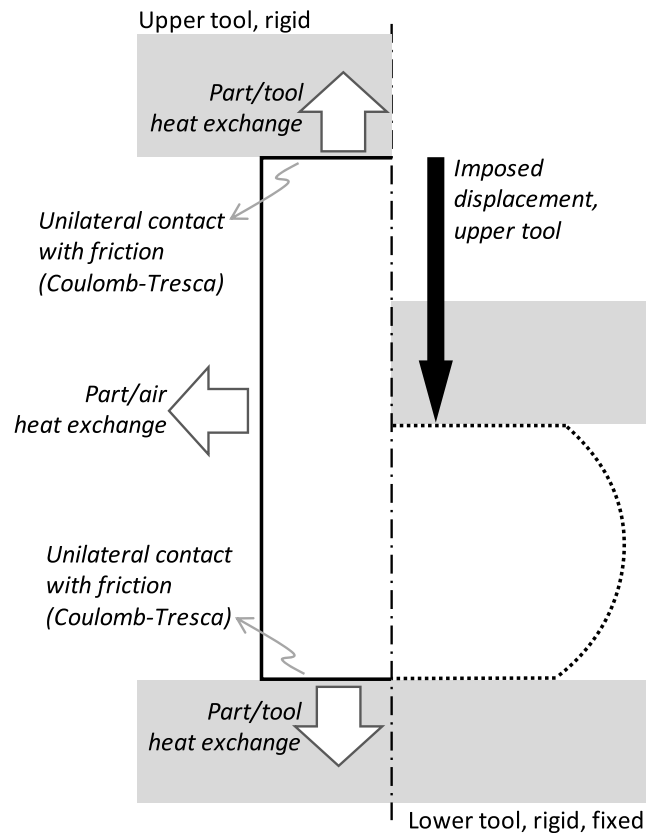 Upper tool, rigid
Part/tool
heat exchange
Imposed
displacement,
upper tool
Unilateral contact
with friction
(Coulomb-Tresca)
Part/air
heat exchange
Unilateral contact
with friction
(Coulomb-Tresca)
Part/tool
heat exchange
Lower tool, rigid, fixed